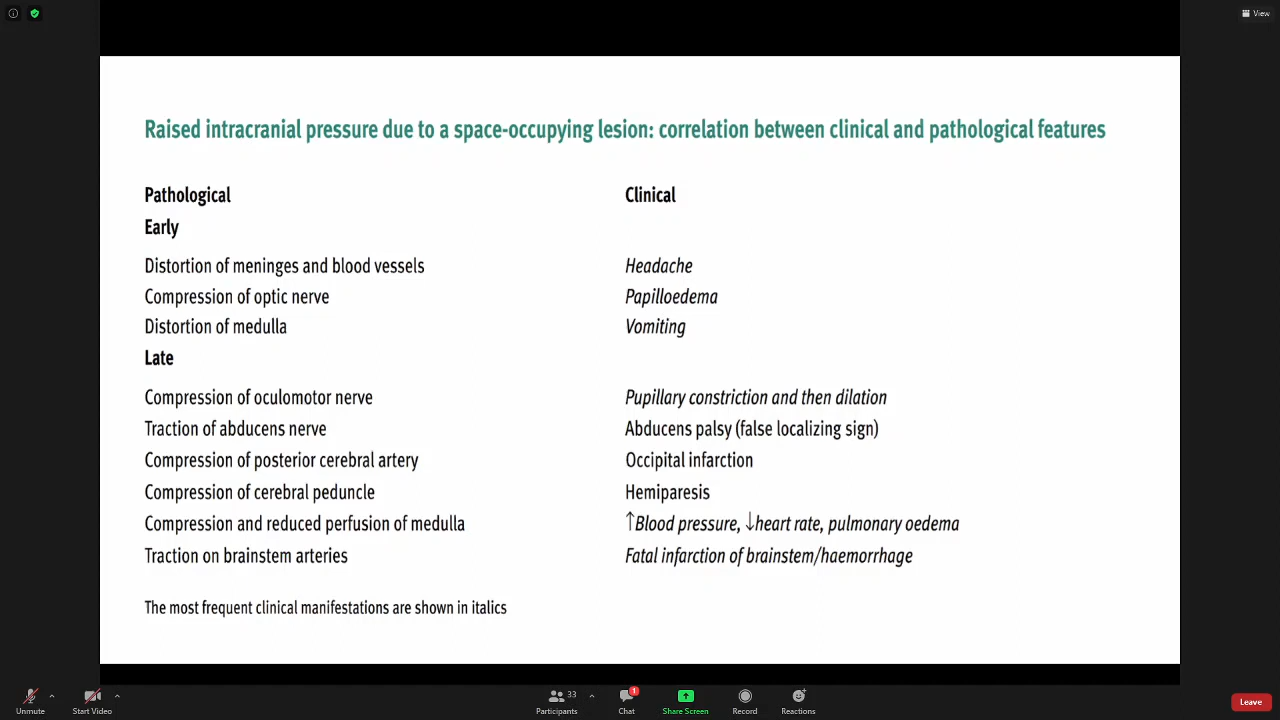 View
Raised intracranial pressure due to a space-occupying lesion: correlation between clinical and pathological features
Pathological Clinical
Early
Distortion of meninges and blood vessels Headache
Compression of optic nerve Papilloedema
Distortion of medulla Vomiting
Late
Compression of oculomotor nerve Pupillary constriction and then dilation
Traction of abducens nerve Abducens palsy (false localizing sign)
Compression of posterior cerebral artery Occipital infarction
Compression of cerebral peduncle Hemiparesis
Compression and reduced perfusion of medulla ↑Blood pressure, ↓heart rate, pulmonary oedema
Traction on brainstem arteries Fatal infarction of brainstem/haemorrhage
The most frequent clinical manifestations are shown in italics
33 1
Unmute Start Video Participants Chat Share Screen Record Reactions Leave